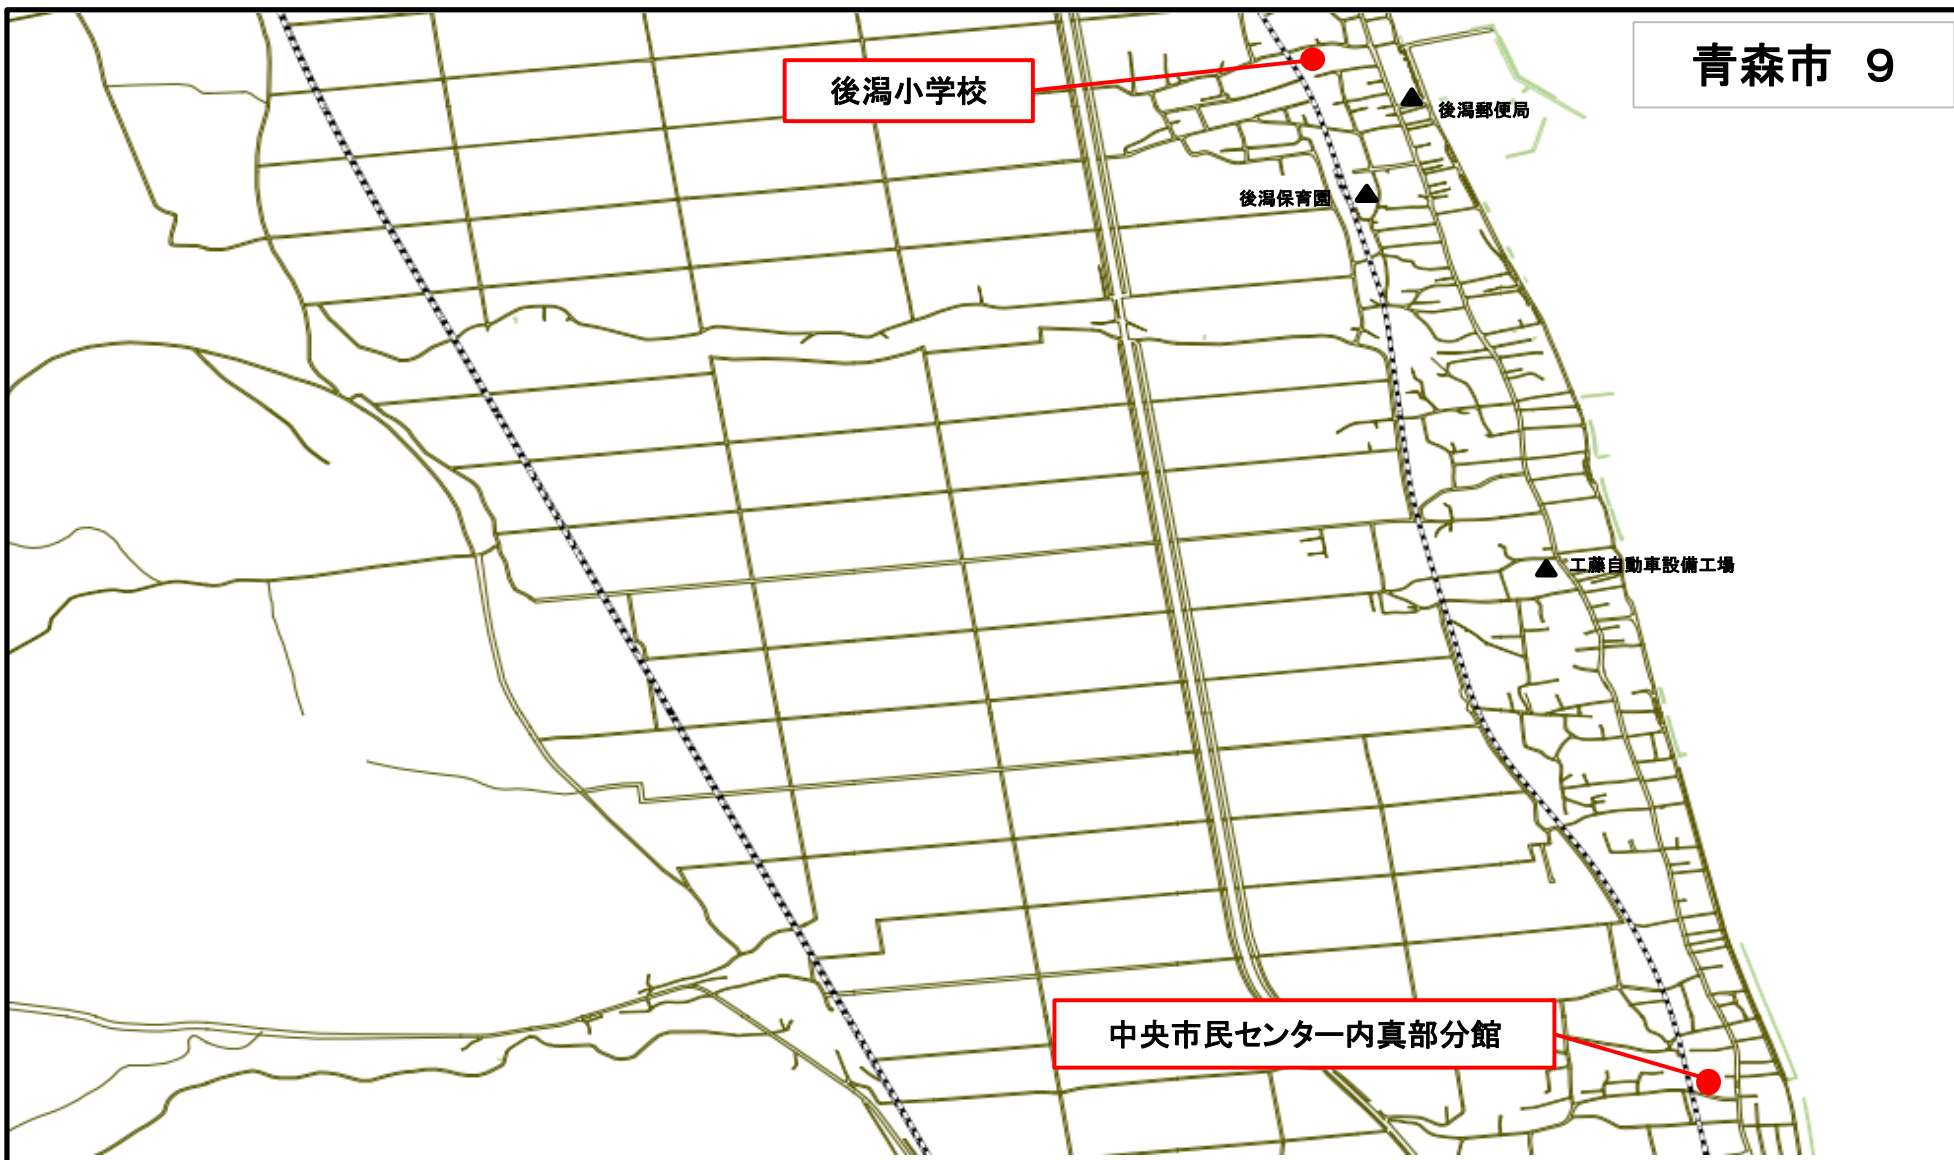 青森市 9
後潟小学校
後潟郵便局
後潟保育園
工藤自動車設備工場
中央市民センター内真部分館